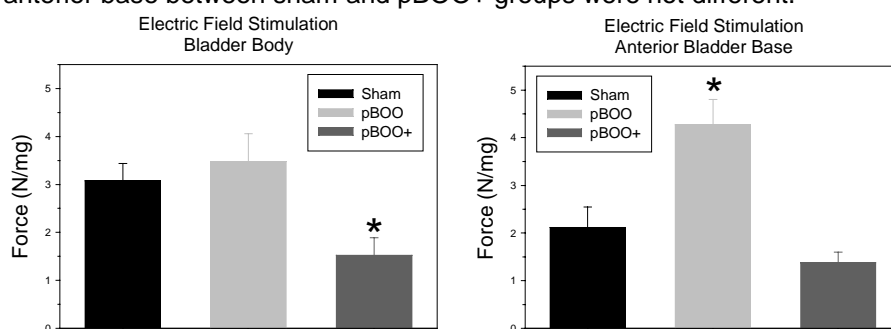 anterior base between sham and pBOO+ groups were not different.
Electric Field Stimulation
Bladder Body
5
4
3
2
1
0
Force (N/mg)
Sham
pBOO
pBOO+
*
Electric Field Stimulation
Anterior Bladder Base
5
4
3
2
1
0
Force (N/mg)
Sham
pBOO
pBOO+
*